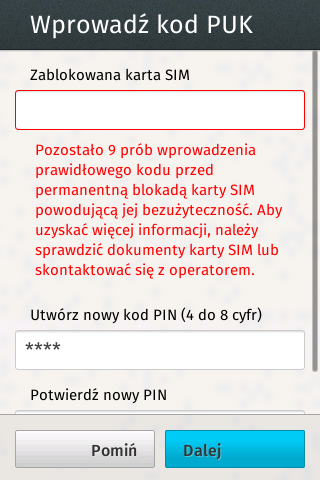 Wprowadź kod PUK
Zablokowana karta SIM
Pozostało 9 prób wprowadzenia
prawidłowego kodu przed
permanentną blokadą karty SIM
powodującą jej bezużyteczność. Aby
uzyskać więcej informacji, należy
sprawdzić dokumenty karty SIM lub
skontaktować się z operatorem.
Utwórz nowy kod PIN (4 do 8 cyfr)
****
Potwierdź nowy PIN
Pomiń
Dalej